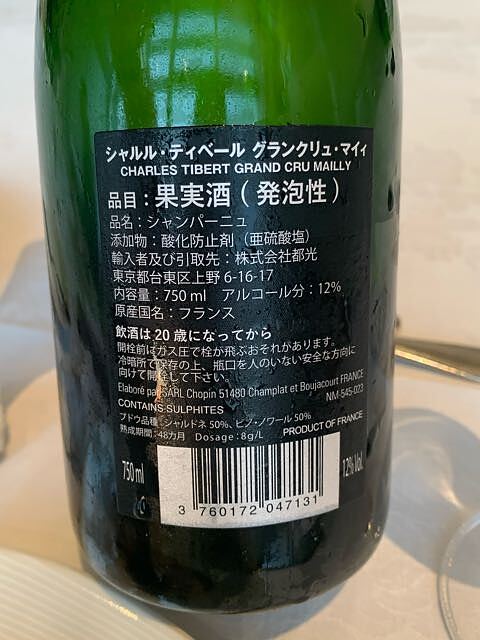 シャルル・ティベール グランクリュ・マイィ
CHARLES TIBERT GRAND CRU MAILLY
品目：果実酒（発泡性）
品名：シャンパーニュ
添加物：酸化防止剤（亜硫酸塩）
輸入者及び引取先：株式会社都光
東京都台東区上野 6-16-17
内容量：750 ml アルコール分：12%
原産国名：フランス
飲酒は20歳になってから
開栓前はガス圧で栓が飛ぶおそれがあります。
冷暗所で保存の上、瓶口を人のいない安全な方向に
向けて開栓して下さい。
Elaboré par SARL Chopin 51480 Champlat et Boujacourt FRANCE
NM-545-023
CONTAINS SULPHITES
ブドウ品種：シャルドネ 50%、ピノ・ノワール 50%
熟成期間：48カ月 Dosage：8g/L
PRODUCT OF FRANCE
750 ml
12% Vol.
3 760172 047131